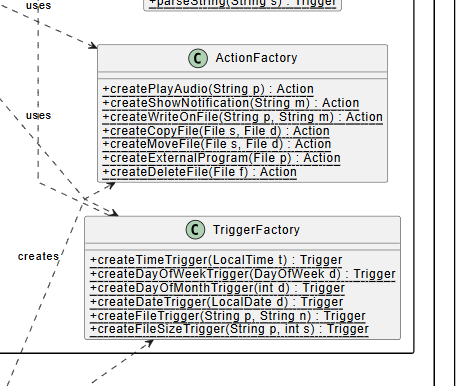 uses
+parseString(String s) : Trigger
C ActionFactory
+createPlayAudio(String p) : Action
+createShowNotification(String m) : Action
+createWriteOnFile(String p, String m) : Action
uses
+createCopyFile(File s, File d) : Action
+createMoveFile(File s, File d) : Action
+createExternalProgram(File p) : Action
+createDeleteFile(File f) : Action
C TriggerFactory
creates
+createTimeTrigger(LocalTime t) : Trigger
+createDayOfWeekTrigger(DayOfWeek d) : Trigger
+createDayOfMonthTrigger(int d) : Trigger
+createDateTrigger(LocalDate d) : Trigger
+createFileTrigger(String p, String n) : Trigger
+createFileSizeTrigger(String p, int s) : Trigger